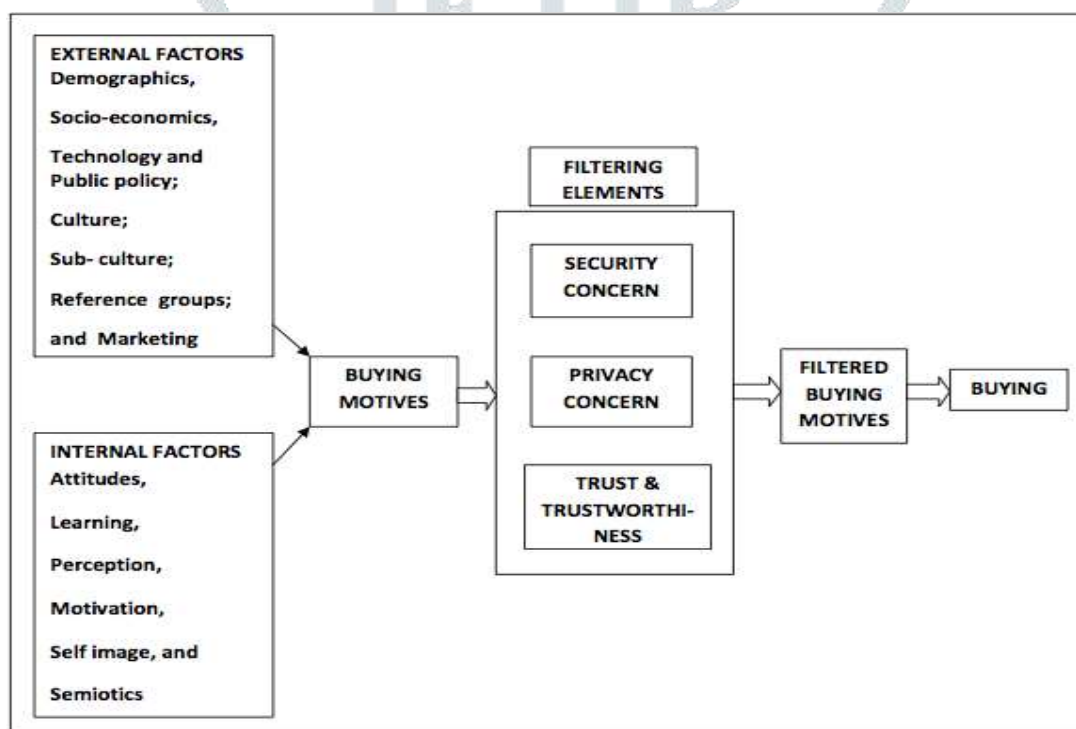 EXTERNAL FACTORS
Demographics,
Socio-economics,
Technology and
Public policy;
Culture;
Sub- culture;
Reference groups;
and Marketing
INTERNAL FACTORS
Attitudes,
Learning,
Perception,
Motivation,
Self image, and
Semiotics
BUYING
MOTIVES
FILTERING
ELEMENTS
SECURITY
CONCERN
PRIVACY
CONCERN
TRUST &
TRUSTWORTHI-
NESS
FILTERED
BUYING
MOTIVES
BUYING